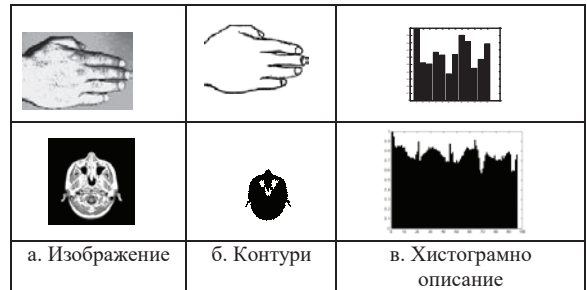 а. Изображение
б. Контури
в. Хистограмно
описание